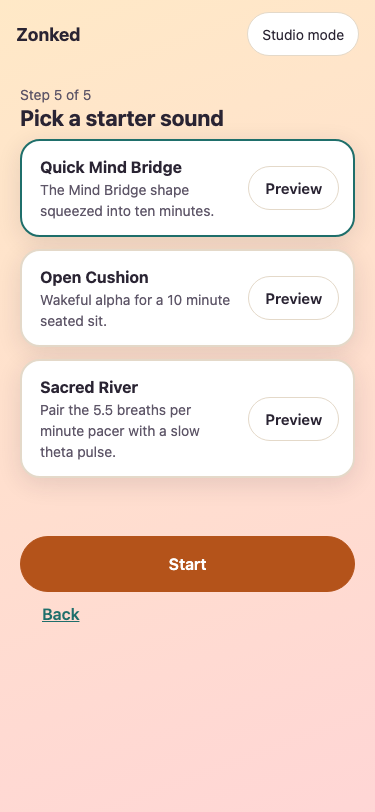 Zonked
Studio mode
Step 5 of 5
Pick a starter sound
Quick Mind Bridge
The Mind Bridge shape
squeezed into ten minutes.
Preview
Open Cushion
Wakeful alpha for a 10 minute
seated sit.
Preview
Sacred River
Pair the 5.5 breaths per
minute pacer with a slow
theta pulse.
Preview
Start
Back